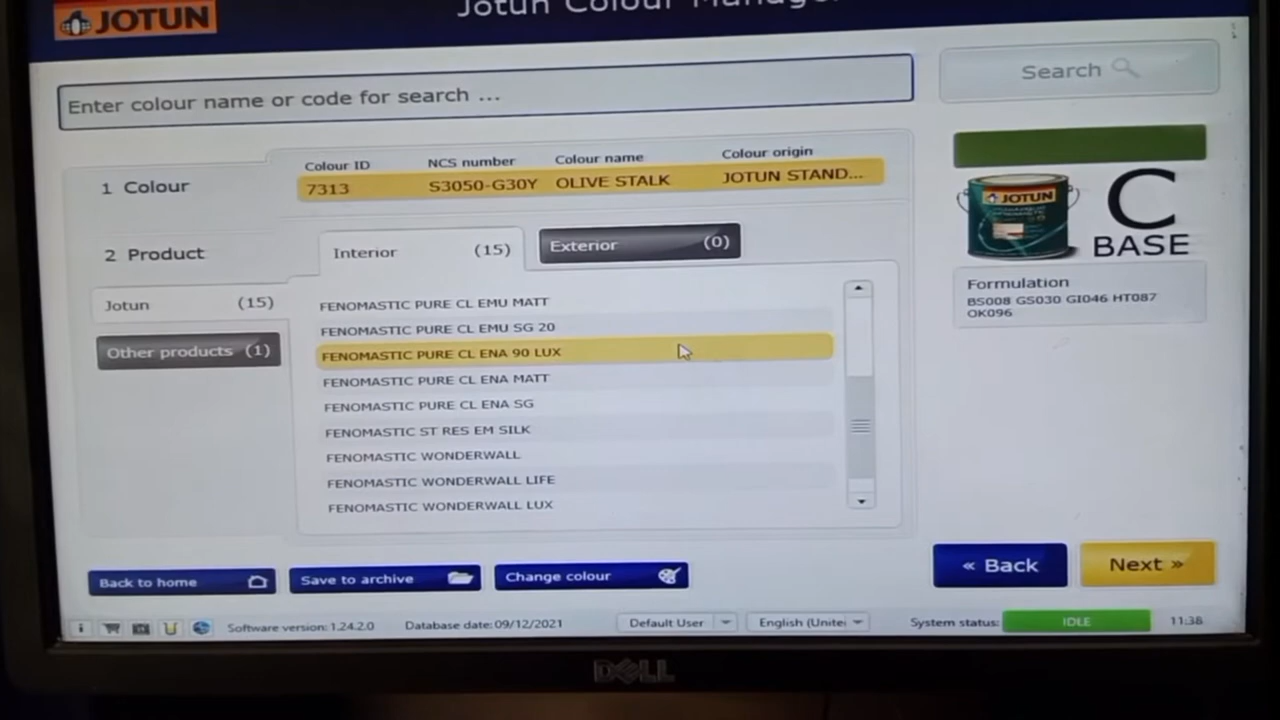 JOTUN
Jotun Colour Manager
Enter colour name or code for search ...
Search
1 Colour
Colour ID NCS number Colour name Colour origin
7313 S3050-G30Y OLIVE STALK JOTUN STAND...
JOTUN
C
BASE
2 Product
Interior (15)
Exterior (0)
Jotun (15)
Other products (1)
FENOMASTIC PURE CL EMU MATT
FENOMASTIC PURE CL EMU SG 20
FENOMASTIC PURE CL ENA 90 LUX
FENOMASTIC PURE CL ENA MATT
FENOMASTIC PURE CL ENA SG
FENOMASTIC ST RES EM SILK
FENOMASTIC WONDERWALL
FENOMASTIC WONDERWALL LIFE
FENOMASTIC WONDERWALL LUX
Formulation
BS008 GS030 GI046 HT087
OK096
Back to home
Save to archive
Change colour
« Back
Next »
Software version: 1.24.2.0
Database date: 09/12/2021
Default User
English (Unite
System status:
IDLE
11:38
DELL